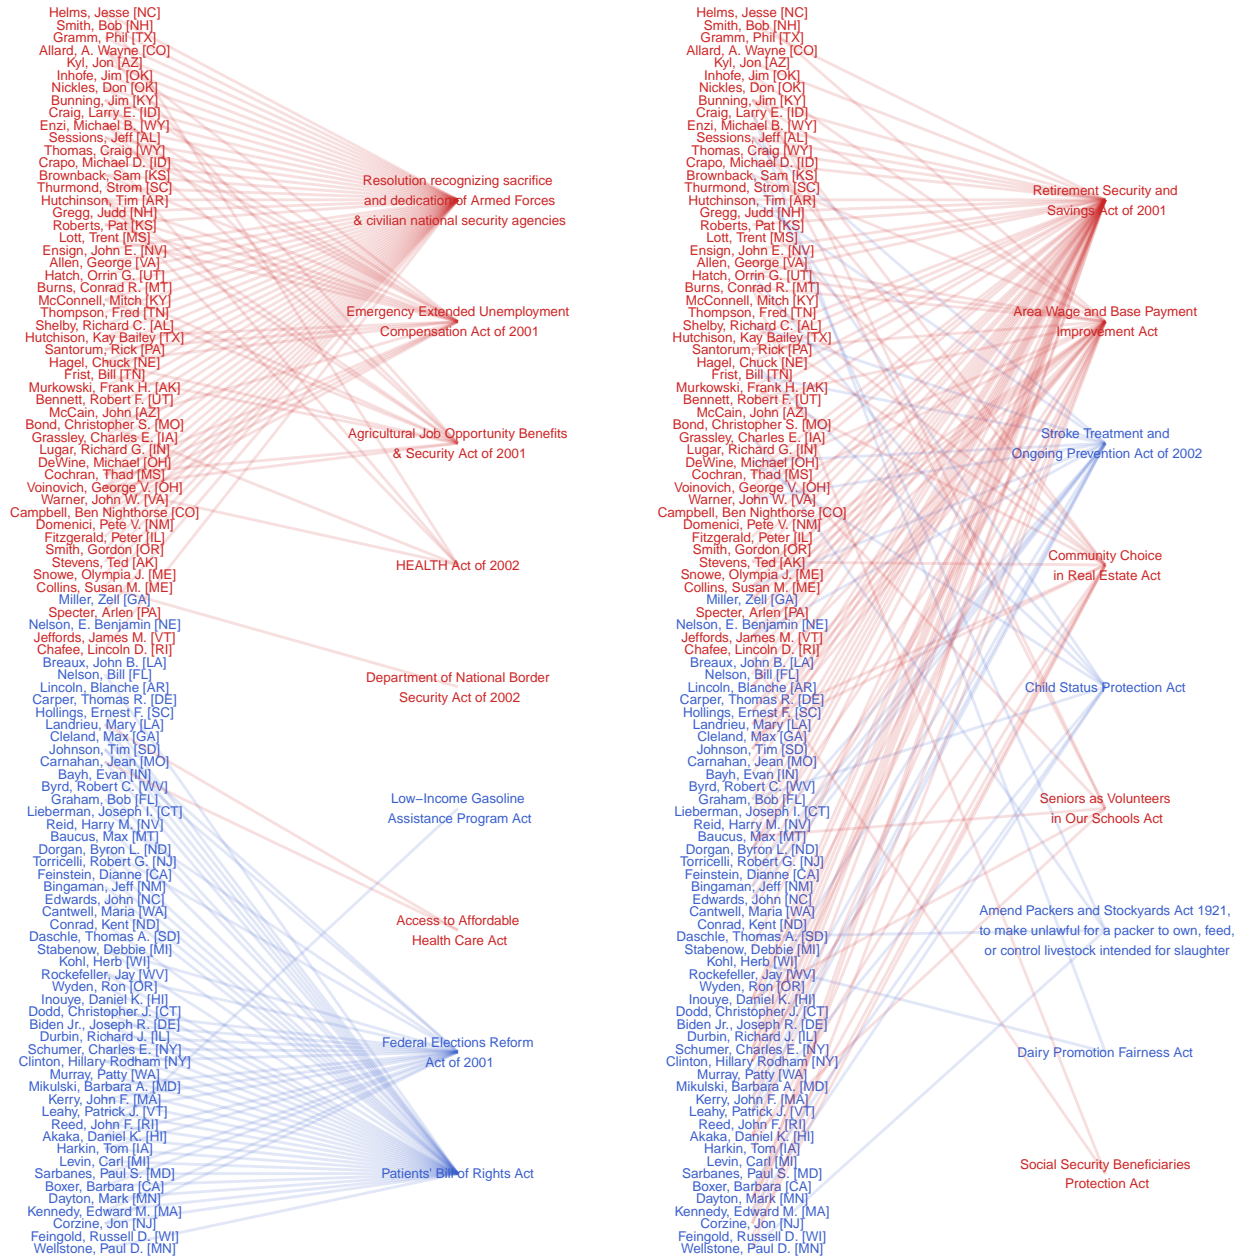 Helms, Jesse [NC]
Smith, Bob [NH]
Gramm, Phil [TX]
Allard, A. Wayne [CO]
Kyl, Jon [AZ]
Inhofe, Jim [OK]
Nickles, Don [OK]
Bunning, Jim [KY]
Craig, Larry E. [ID]
Enzi, Michael B. [WY]
Sessions, Jeff [AL]
Thomas, Craig [WY]
Crapo, Michael D. [ID]
Brownback, Sam [KS]
Thurmond, Strom [SC]
Hutchinson, Tim [AR]
Gregg, Judd [NH]
Roberts, Pat [KS]
Lott, Trent [MS]
Ensign, John E. [NV]
Allen, George [VA]
Hatch, Orrin G. [UT]
Burns, Conrad R. [MT]
McConnell, Mitch [KY]
Thompson, Fred [TN]
Shelby, Richard C. [AL]
Hutchison, Kay Bailey [TX]
Santorum, Rick [PA]
Hagel, Chuck [NE]
Frist, Bill [TN]
Murkowski, Frank H. [AK]
Bennett, Robert F. [UT]
McCain, John [AZ]
Bond, Christopher S. [MO]
Grassley, Charles E. [IA]
Lugar, Richard G. [IN]
DeWine, Michael [OH]
Cochran, Thad [MS]
Voinovich, George V. [OH]
Warner, John W. [VA]
Campbell, Ben Nighthorse [CO]
Domenici, Pete V. [NM]
Fitzgerald, Peter [IL]
Smith, Gordon [OR]
Stevens, Ted [AK]
Snowe, Olympia J. [ME]
Collins, Susan M. [ME]
Miller, Zell [GA]
Specter, Arlen [PA]
Nelson, E. Benjamin [NE]
Jeffords, James M. [VT]
Chafee, Lincoln D. [RI]
Breaux, John B. [LA]
Nelson, Bill [FL]
Lincoln, Blanche [AR]
Carper, Thomas R. [DE]
Hollings, Ernest F. [SC]
Landrieu, Mary [LA]
Cleland, Max [GA]
Johnson, Tim [SD]
Carnahan, Jean [MO]
Bayh, Evan [IN]
Byrd, Robert C. [WV]
Graham, Bob [FL]
Lieberman, Joseph I. [CT]
Reid, Harry M. [NV]
Baucus, Max [MT]
Dorgan, Byron L. [ND]
Torricelli, Robert G. [NJ]
Feinstein, Dianne [CA]
Bingaman, Jeff [NM]
Edwards, John [NC]
Cantwell, Maria [WA]
Conrad, Kent [ND]
Daschle, Thomas A. [SD]
Stabenow, Debbie [MI]
Kohl, Herb [WI]
Rockefeller, Jay [WV]
Wyden, Ron [OR]
Inouye, Daniel K. [HI]
Dodd, Christopher J. [CT]
Biden Jr., Joseph R. [DE]
Durbin, Richard J. [IL]
Schumer, Charles E. [NY]
Clinton, Hillary Rodham [NY]
Murray, Patty [WA]
Mikulski, Barbara A. [MD]
Kerry, John F. [MA]
Leahy, Patrick J. [VT]
Reed, John F. [RI]
Akaka, Daniel K. [HI]
Harkin, Tom [IA]
Levin, Carl [MI]
Sarbanes, Paul S. [MD]
Boxer, Barbara [CA]
Dayton, Mark [MN]
Kennedy, Edward M. [MA]
Corzine, Jon [NJ]
Feingold, Russell D. [WI]
Wellstone, Paul D. [MN]
Resolution recognizing sacrifice
and dedication of Armed Forces
& civilian national security agencies
Emergency Extended Unemployment
Compensation Act of 2001
Agricultural Job Opportunity Benefits
& Security Act of 2001
HEALTH Act of 2002
Department of National Border
Security Act of 2002
Low−Income Gasoline
Assistance Program Act
Access to Affordable
Health Care Act
Federal Elections Reform
Act of 2001
Patients' Bill of Rights Act
Helms, Jesse [NC]
Smith, Bob [NH]
Gramm, Phil [TX]
Allard, A. Wayne [CO]
Kyl, Jon [AZ]
Inhofe, Jim [OK]
Nickles, Don [OK]
Bunning, Jim [KY]
Craig, Larry E. [ID]
Enzi, Michael B. [WY]
Sessions, Jeff [AL]
Thomas, Craig [WY]
Crapo, Michael D. [ID]
Brownback, Sam [KS]
Thurmond, Strom [SC]
Hutchinson, Tim [AR]
Gregg, Judd [NH]
Roberts, Pat [KS]
Lott, Trent [MS]
Ensign, John E. [NV]
Allen, George [VA]
Hatch, Orrin G. [UT]
Burns, Conrad R. [MT]
McConnell, Mitch [KY]
Thompson, Fred [TN]
Shelby, Richard C. [AL]
Hutchison, Kay Bailey [TX]
Santorum, Rick [PA]
Hagel, Chuck [NE]
Frist, Bill [TN]
Murkowski, Frank H. [AK]
Bennett, Robert F. [UT]
McCain, John [AZ]
Bond, Christopher S. [MO]
Grassley, Charles E. [IA]
Lugar, Richard G. [IN]
DeWine, Michael [OH]
Cochran, Thad [MS]
Voinovich, George V. [OH]
Warner, John W. [VA]
Campbell, Ben Nighthorse [CO]
Domenici, Pete V. [NM]
Fitzgerald, Peter [IL]
Smith, Gordon [OR]
Stevens, Ted [AK]
Snowe, Olympia J. [ME]
Collins, Susan M. [ME]
Miller, Zell [GA]
Specter, Arlen [PA]
Nelson, E. Benjamin [NE]
Jeffords, James M. [VT]
Chafee, Lincoln D. [RI]
Breaux, John B. [LA]
Nelson, Bill [FL]
Lincoln, Blanche [AR]
Carper, Thomas R. [DE]
Hollings, Ernest F. [SC]
Landrieu, Mary [LA]
Cleland, Max [GA]
Johnson, Tim [SD]
Carnahan, Jean [MO]
Bayh, Evan [IN]
Byrd, Robert C. [WV]
Graham, Bob [FL]
Lieberman, Joseph I. [CT]
Reid, Harry M. [NV]
Baucus, Max [MT]
Dorgan, Byron L. [ND]
Torricelli, Robert G. [NJ]
Feinstein, Dianne [CA]
Bingaman, Jeff [NM]
Edwards, John [NC]
Cantwell, Maria [WA]
Conrad, Kent [ND]
Daschle, Thomas A. [SD]
Stabenow, Debbie [MI]
Kohl, Herb [WI]
Rockefeller, Jay [WV]
Wyden, Ron [OR]
Inouye, Daniel K. [HI]
Dodd, Christopher J. [CT]
Biden Jr., Joseph R. [DE]
Durbin, Richard J. [IL]
Schumer, Charles E. [NY]
Clinton, Hillary Rodham [NY]
Murray, Patty [WA]
Mikulski, Barbara A. [MD]
Kerry, John F. [MA]
Leahy, Patrick J. [VT]
Reed, John F. [RI]
Akaka, Daniel K. [HI]
Harkin, Tom [IA]
Levin, Carl [MI]
Sarbanes, Paul S. [MD]
Boxer, Barbara [CA]
Dayton, Mark [MN]
Kennedy, Edward M. [MA]
Corzine, Jon [NJ]
Feingold, Russell D. [WI]
Wellstone, Paul D. [MN]
Retirement Security and
Savings Act of 2001
Area Wage and Base Payment
Improvement Act
Stroke Treatment and
Ongoing Prevention Act of 2002
Community Choice
in Real Estate Act
Child Status Protection Act
Seniors as Volunteers
in Our Schools Act
Amend Packers and Stockyards Act 1921,
to make unlawful for a packer to own, feed,
or control livestock intended for slaughter
Dairy Promotion Fairness Act
Social Security Beneficiaries
Protection Act